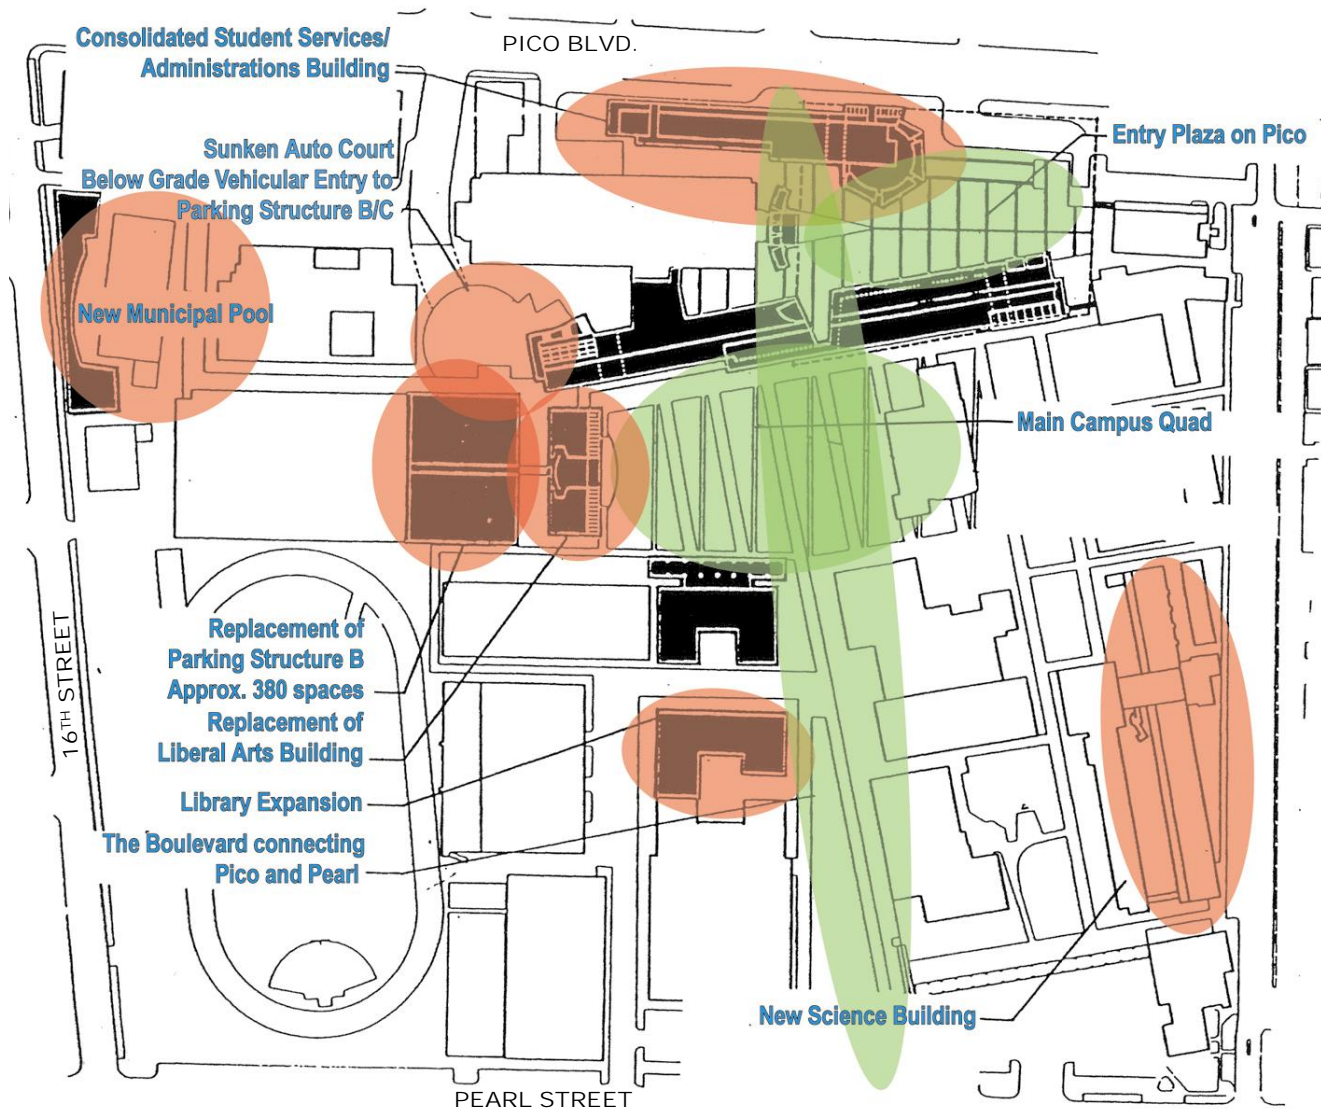 PICO BLVD.
Consolidated Student Services/
Administrations Building
Entry Plaza on Pico
Sunken Auto Court
Below Grade Vehicular Entry to
Parking Structure B/C
New Municipal Pool
Main Campus Quad
16TH STREET
Replacement of
Parking Structure B
Approx. 380 spaces
Replacement of
Liberal Arts Building
Library Expansion
The Boulevard connecting
Pico and Pearl
New Science Building
PEARL STREET